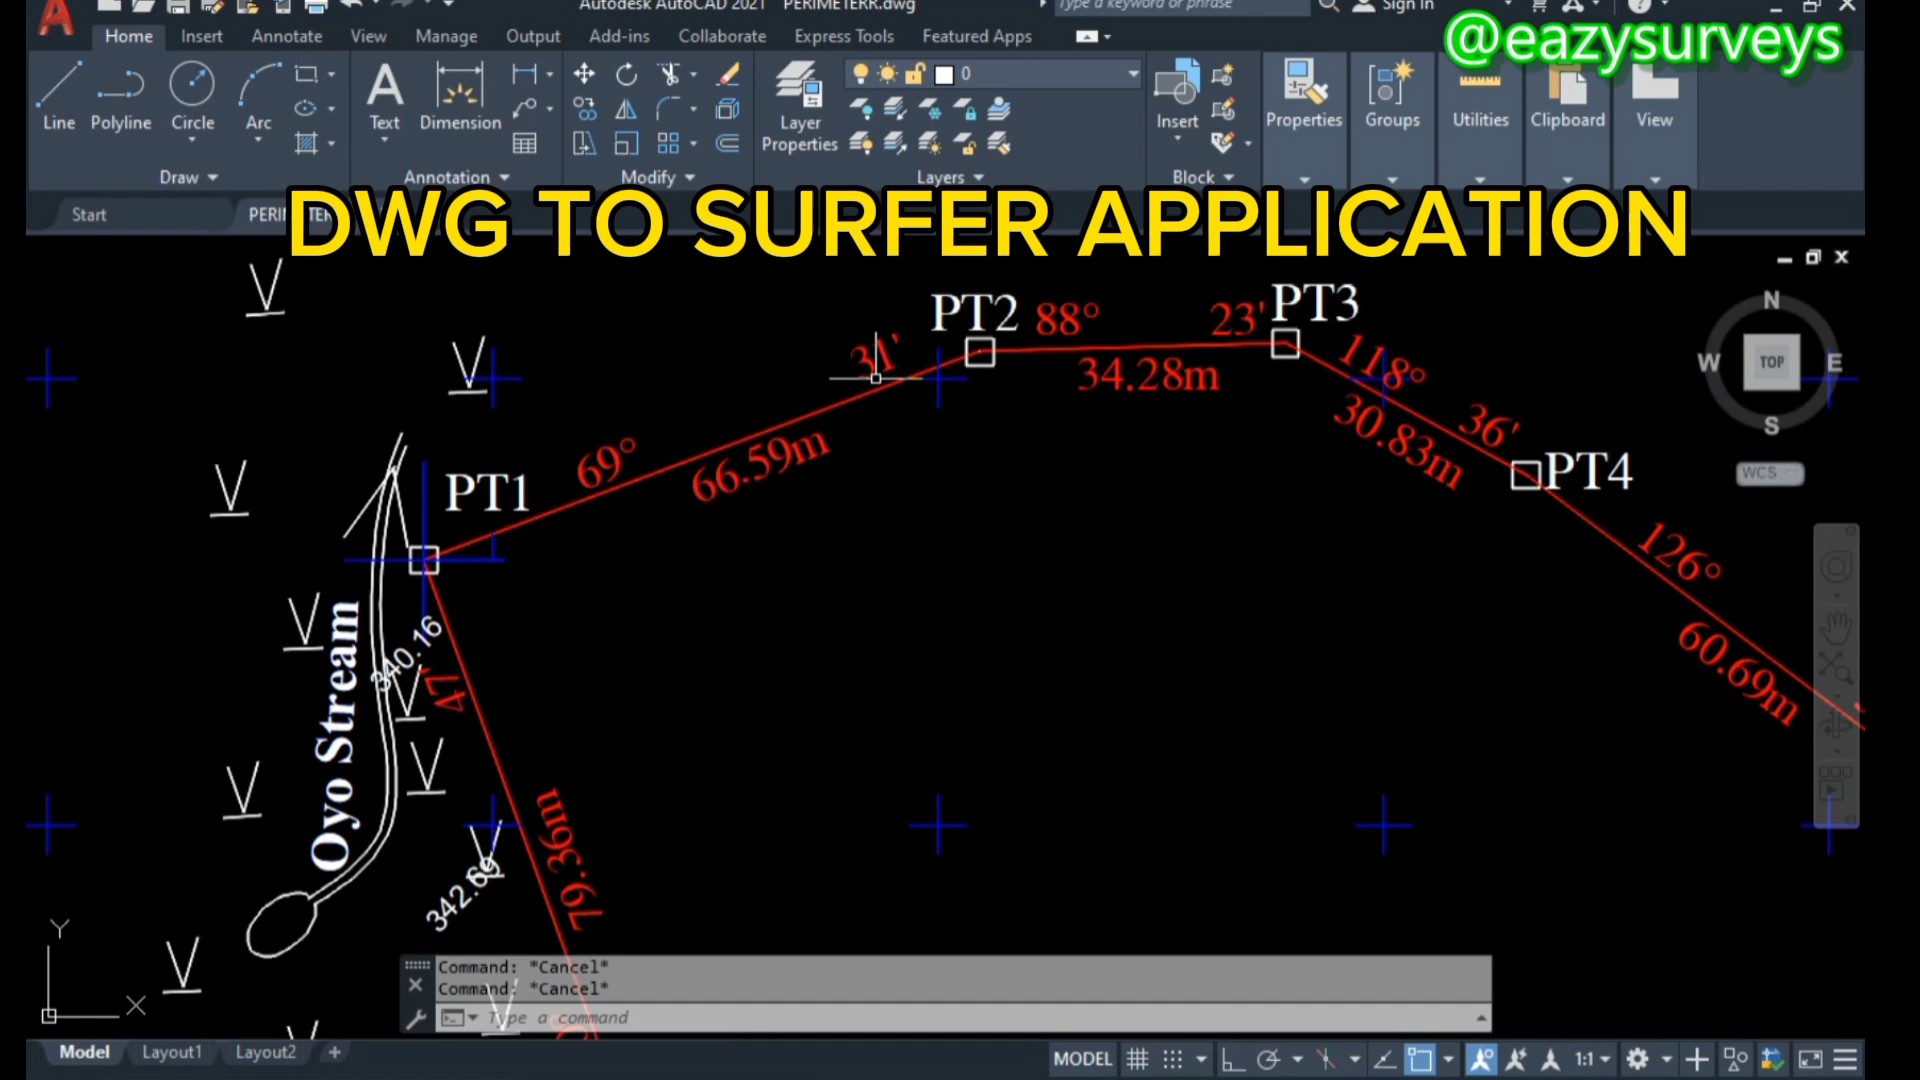 Autodesk AutoCAD 2021 PERIMETERR.dwg
Type a keyword or phrase
Sign In
@eazysurveys
Home Insert Annotate View Manage Output Add-ins Collaborate Express Tools Featured Apps
0
Line Polyline Circle Arc
Text Dimension
Layer
Properties
Insert
Properties Groups Utilities Clipboard View
Draw Annotation Modify Layers Block
Start
DWG TO SURFER APPLICATION
N
W TOP E
S
WCS
PT2 88° 23' PT3
31'
34.28m
118°
30.83m
36'
PT4
PT1
69°
66.59m
126°
60.69m
340.16
47'
Oyo Stream
79.36m
342.69
Y
X
Command: *Cancel*
Command: *Cancel*
Type a command
Model Layout1 Layout2 +
MODEL
1:1